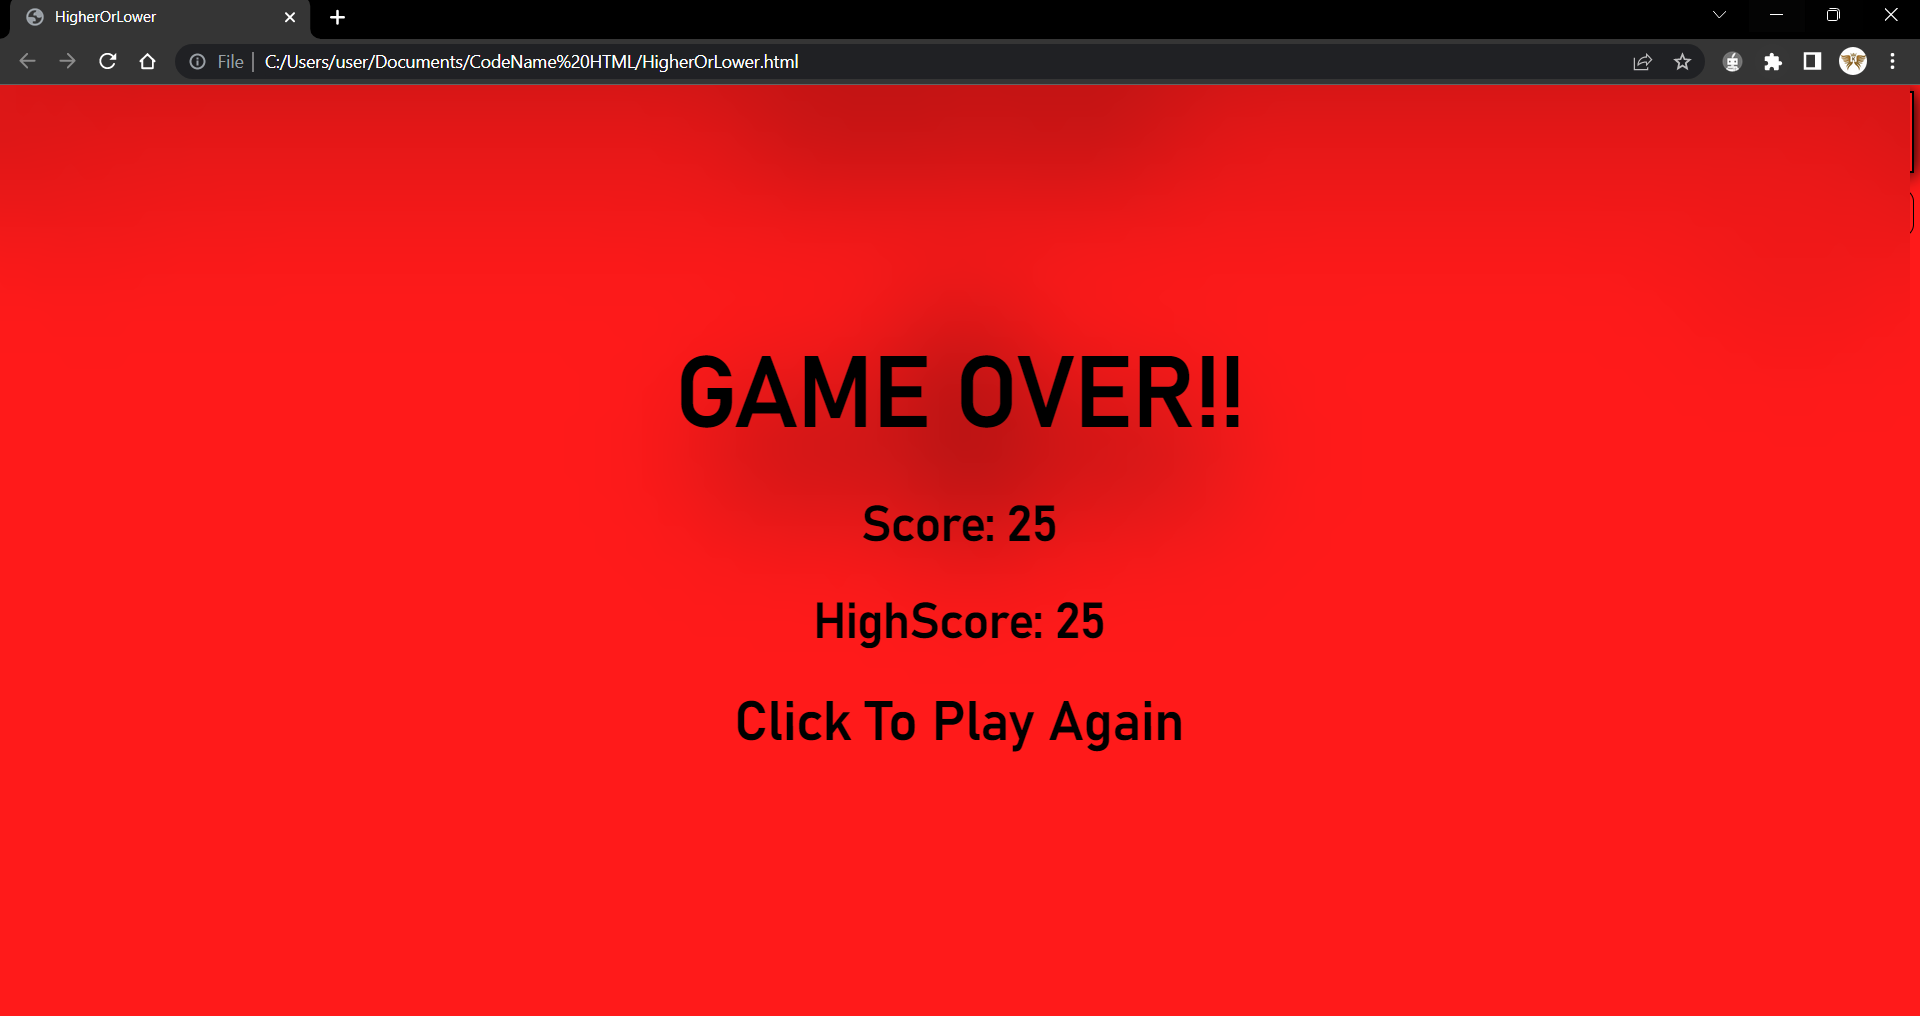 HigherOrLower
File C:/Users/user/Documents/CodeName%20HTML/HigherOrLower.html
GAME OVER!!
Score: 25
HighScore: 25
Click To Play Again